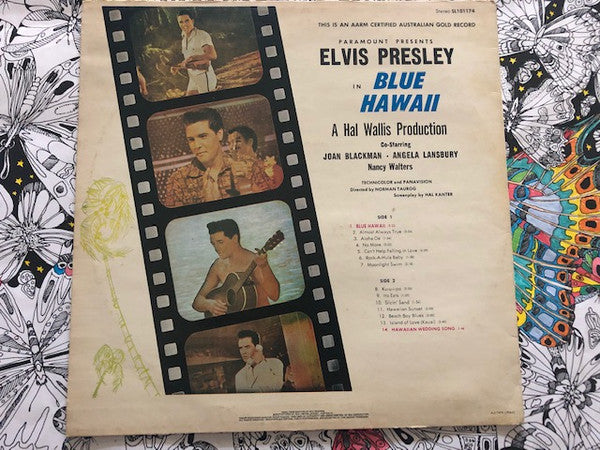 Stereo SL101174
THIS IS AN AARM CERTIFIED AUSTRALIAN GOLD RECORD
PARAMOUNT PRESENTS
ELVIS PRESLEY
IN BLUE
HAWAII
A Hal Wallis Production
Co-Starring
JOAN BLACKMAN · ANGELA LANSBURY
Nancy Walters
TECHNICOLOR and PANAVISION
Directed by NORMAN TAUROG
Screenplay by HAL KANTER
SIDE 1
1. BLUE HAWAII
2. Almost Always True
3. Aloha-Oe
4. No More
5. Can't Help Falling in Love
6. Rock-A-Hula Baby
7. Moonlight Swim
SIDE 2
8. Ku-u-i-po
9. Ito Eats
10. Slicin' Sand
11. Hawaiian Sunset
12. Beach Boy Blues
13. Island of Love (Kauai)
14. HAWAIIAN WEDDING SONG